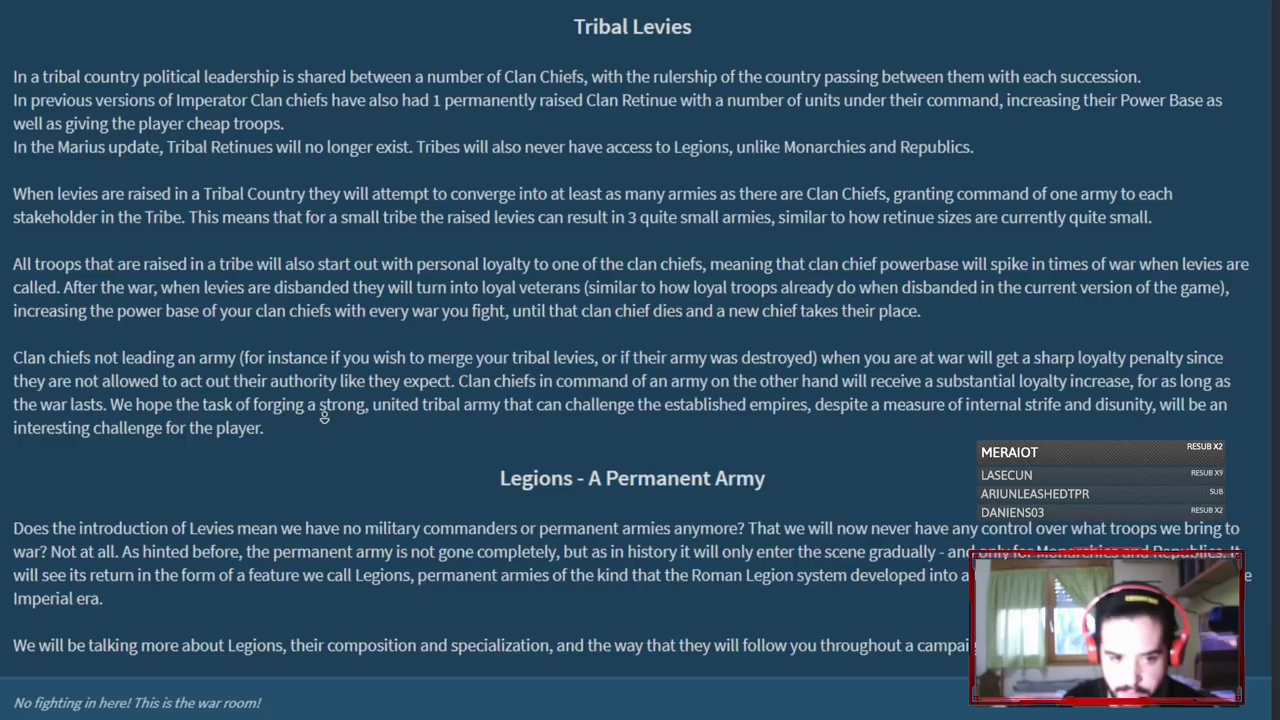 Tribal Levies
In a tribal country political leadership is shared between a number of Clan Chiefs, with the rulership of the country passing between them with each succession.
In previous versions of Imperator Clan chiefs have also had 1 permanently raised Clan Retinue with a number of units under their command, increasing their Power Base as
well as giving the player cheap troops.
In the Marius update, Tribal Retinues will no longer exist. Tribes will also never have access to Legions, unlike Monarchies and Republics.
When levies are raised in a Tribal Country they will attempt to converge into at least as many armies as there are Clan Chiefs, granting command of one army to each
stakeholder in the Tribe. This means that for a small tribe the raised levies can result in 3 quite small armies, similar to how retinue sizes are currently quite small.
All troops that are raised in a tribe will also start out with personal loyalty to one of the clan chiefs, meaning that clan chief powerbase will spike in times of war when levies are
called. After the war, when levies are disbanded they will turn into loyal veterans (similar to how loyal troops already do when disbanded in the current version of the game),
increasing the power base of your clan chiefs with every war you fight, until that clan chief dies and a new chief takes their place.
Clan chiefs not leading an army (for instance if you wish to merge your tribal levies, or if their army was destroyed) when you are at war will get a sharp loyalty penalty since
they are not allowed to act out their authority like they expect. Clan chiefs in command of an army on the other hand will receive a substantial loyalty increase, for as long as
the war lasts. We hope the task of forging a strong, united tribal army that can challenge the established empires, despite a measure of internal strife and disunity, will be an
interesting challenge for the player.
Legions - A Permanent Army
Does the introduction of Levies mean we have no military commanders or permanent armies anymore? That we will now never have any control over what troops we bring to
war? Not at all. As hinted before, the permanent army is not gone completely, but as in history it will only enter the scene gradually - and only for Monarchies and Republics. It
will see its return in the form of a feature we call Legions, permanent armies of the kind that the Roman Legion system developed into a
Imperial era.
We will be talking more about Legions, their composition and specialization, and the way that they will follow you throughout a
No fighting in here! This is the war room!
MERAIOT RESUB X2
LASECUN RESUB X9
ARIUNLEASHEDTPR SUB
DANIENS03 RESUB X2